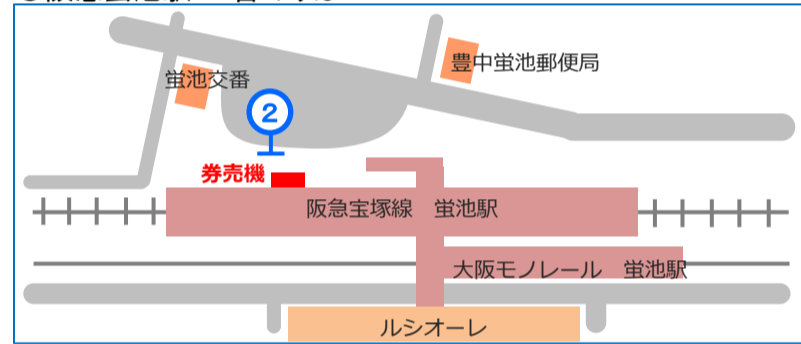 豊中蛍池郵便局
蛍池交番
2
券売機
阪急宝塚線　蛍池駅
大阪モノレール　蛍池駅
ルシオーレ